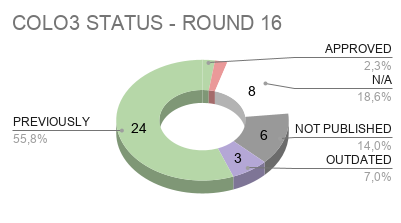 COLO3 STATUS - ROUND 16
APPROVED
2,3%
8
N/A
18,6%
PREVIOUSLY
55,8%
24
6
NOT PUBLISHED
14,0%
3
OUTDATED
7,0%